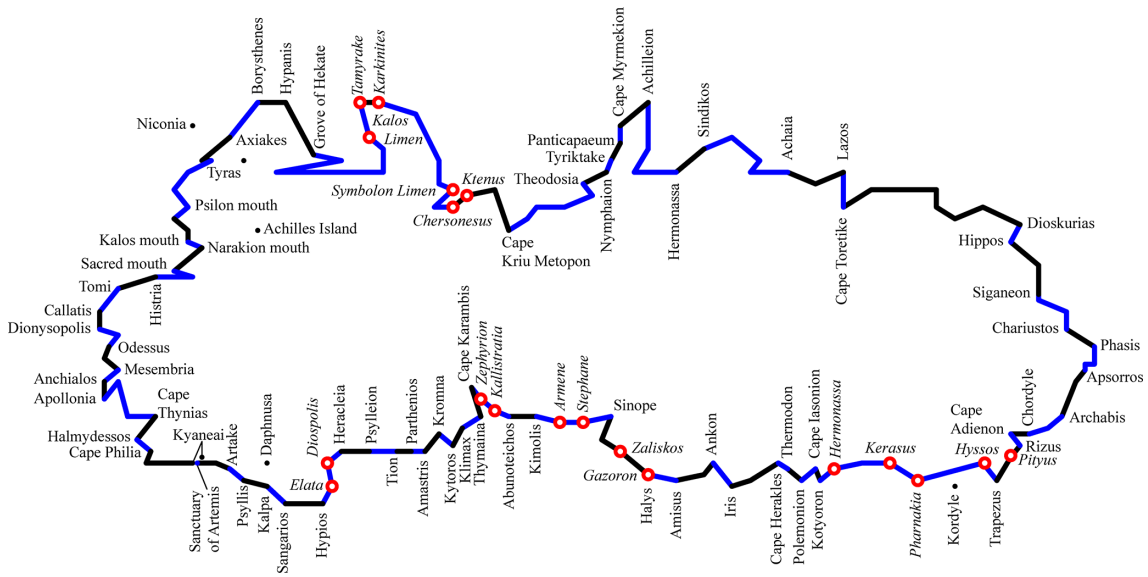 Borysthenes
Hypanis
Grove of Hekate
Tamyrake
Karkinites
Kalos
Limen
Cape Myrmekion
Achilleion
Sindikos
Achaia
Lazos
Niconia
Axiakes
Tyras
Panticapaeum
Tyriktake
Theodosia
Symbolon Limen
Ktenus
Chersonesus
Nymphaion
Hermonassa
Psilon mouth
Achilles Island
Kalos mouth
Narakion mouth
Cape
Kriu Metopon
Cape Toretike
Dioskurias
Hippos
Sacred mouth
Tomi
Histria
Siganeon
Callatis
Dionysopolis
Chariustos
Odessus
Phasis
Mesembria
Apsorros
Anchialos
Apollonia
Cape
Thynias
Cape Karambis
Zephyrion
Kallistratia
Armene
Stephane
Sinope
Chordyle
Archabis
Cape
Adienon
Rizus
Pityus
Halmydessos
Cape Philia
Kyaneai
Artake
Daphnusa
Diospolis
Heracleia
Psylleion
Parthenios
Kromna
Zaliskos
Gazoron
Ankon
Thermodon
Cape Iasonion
Hermonassa
Kerasus
Hyssos
Elata
Sanctuary
of Artemis
Psyllis
Kalpa
Sangarios
Hypios
Tion
Amastris
Kytoros
Klimax
Thymaina
Abunoteichos
Kimolis
Halys
Amisus
Iris
Cape Herakles
Polemonion
Kotyoron
Pharnakia
Kordyle
Trapezus